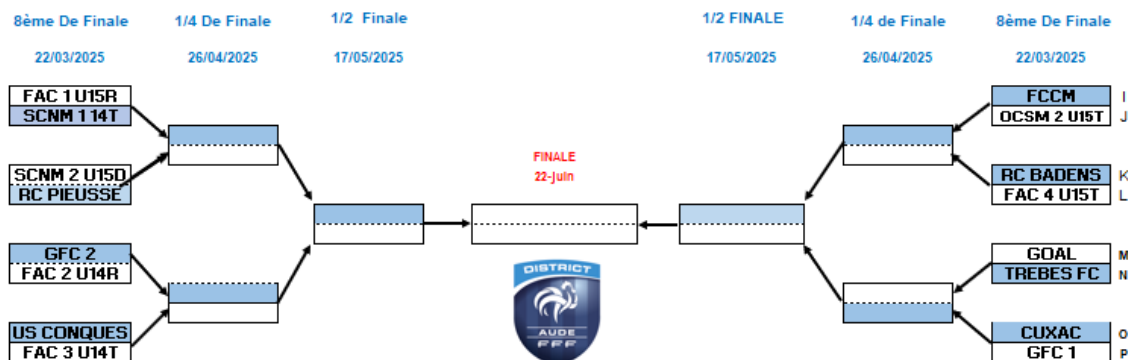 8ème De Finale
1/4 De Finale
1/2 Finale
1/2 FINALE
1/4 de Finale
8ème De Finale
22/03/2025
26/04/2025
17/05/2025
17/05/2025
26/04/2025
22/03/2025
FAC 1 U15R
SCNM 1 14T
SCNM 2 U15D
RC PIEUSSE
GFC 2
FAC 2 U14R
US CONQUES
FAC 3 U14T
FINALE
22-juin
DISTRICT
AUDE
FFF
FCCM I
OCSM 2 U15T J
RC BADENS K
FAC 4 U15T L
GOAL M
TREBES FC N
CUXAC O
GFC 1 P